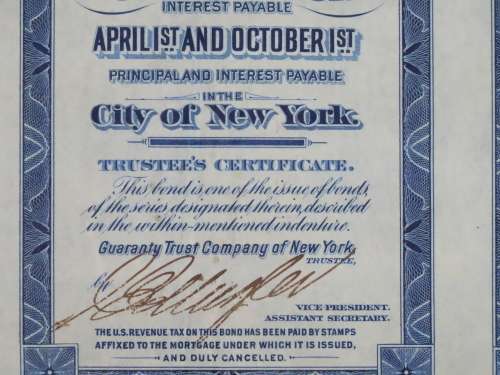 INTEREST PAYABLE
APRIL 1ST AND OCTOBER 1ST
PRINCIPAL AND INTEREST PAYABLE
IN THE
City of New York.
TRUSTEE'S CERTIFICATE.
This bond is one of the issue of bonds,
of the series designated therein, described
in the within-mentioned indenture.
Guaranty Trust Company of New York,
TRUSTEE,
By
VICE PRESIDENT.
ASSISTANT SECRETARY.
THE U.S. REVENUE TAX ON THIS BOND HAS BEEN PAID BY STAMPS
AFFIXED TO THE MORTGAGE UNDER WHICH IT IS ISSUED,
AND DULY CANCELLED.